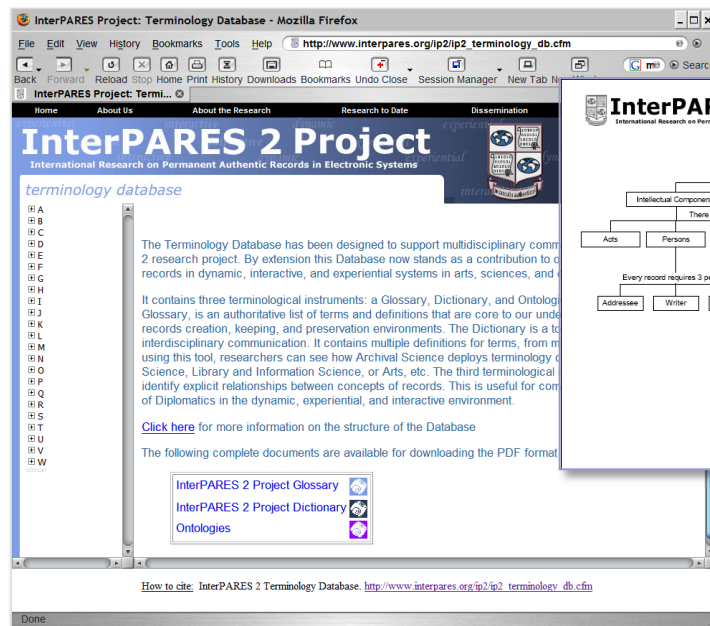 InterPARES Project: Terminology Database - Mozilla Firefox
File Edit View History Bookmarks Tools Help http://www.interpares.org/ip2/ip2_terminology_db.cfm
G Searc
Back Forward Reload Stop Home Print History Downloads Bookmarks Undo Close Session Manager New Tab
InterPARES Project: Termi...
Home About Us About the Research Research to Date Dissemination
experiential interactive dynamic experiential
InterPARES 2 Project
International Research on Permanent Authentic Records in Electronic Systems
terminology database
A
B
C
D
E
F
G
H
I
J
K
L
M
N
O
P
Q
R
S
T
U
V
W
The Terminology Database has been designed to support multidisciplinary comm
2 research project. By extension this Database now stands as a contribution to o
records in dynamic, interactive, and experiential systems in arts, sciences, and
It contains three terminological instruments: a Glossary, Dictionary, and Ontologi
Glossary, is an authoritative list of terms and definitions that are core to our unde
records creation, keeping, and preservation environments. The Dictionary is a to
interdisciplinary communication. It contains multiple definitions for terms, from m
using this tool, researchers can see how Archival Science deploys terminology
Science, Library and Information Science, or Arts, etc. The third terminological
identify explicit relationships between concepts of records. This is useful for com
of Diplomatics in the dynamic, experiential, and interactive environment.
Click here for more information on the structure of the Database
The following complete documents are available for downloading the PDF format
InterPARES 2 Project Glossary
InterPARES 2 Project Dictionary
Ontologies
InterPAR
International Research on Per
Intellectual Componen
There
Acts Persons
Every record requires 3 pe
Addressee Writer
How to cite: InterPARES 2 Terminology Database. http://www.interpares.org/ip2/ip2_terminology_db.cfm
Done